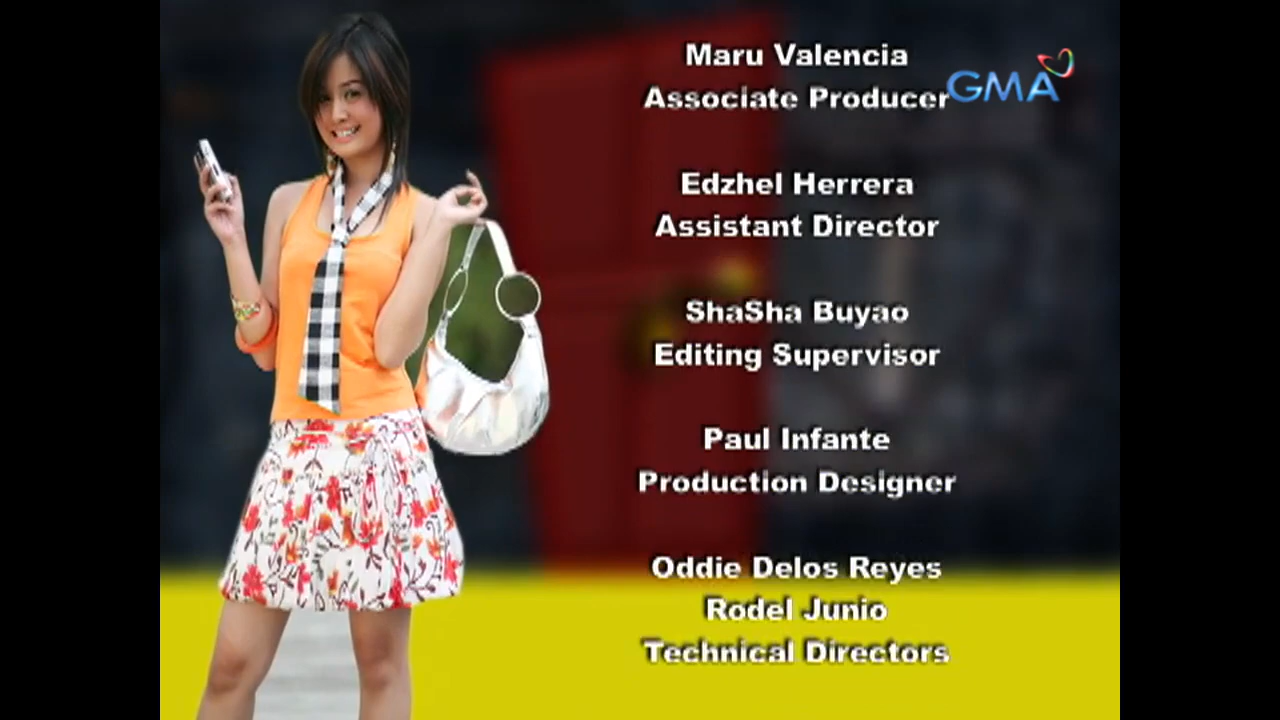 Maru Valencia
GMA
Associate Producer
Edzhel Herrera
Assistant Director
ShaSha Buyao
Editing Supervisor
Paul Infante
Production Designer
Oddie Delos Reyes
Rodel Junio
Technical Directors